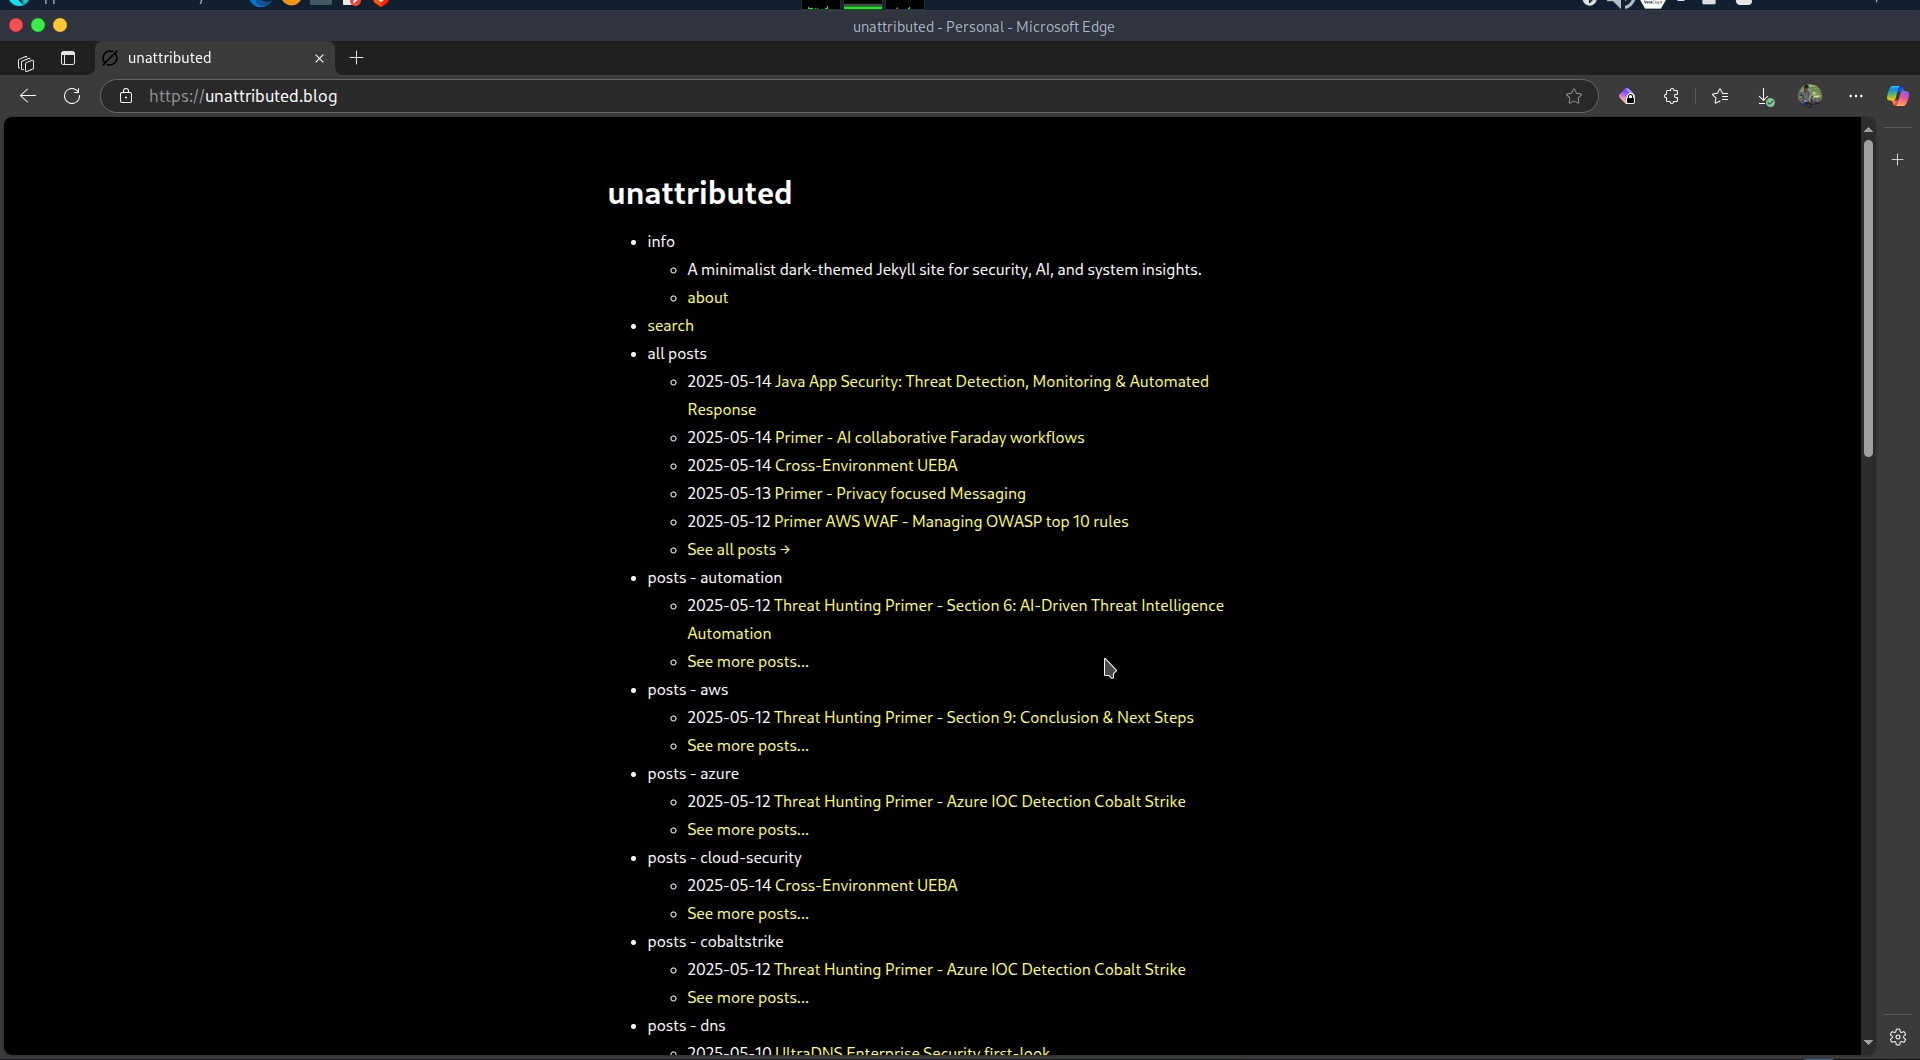 unattributed - Personal - Microsoft Edge
unattributed
https://unattributed.blog
unattributed
info
A minimalist dark-themed Jekyll site for security, AI, and system insights.
about
search
all posts
2025-05-14 Java App Security: Threat Detection, Monitoring & Automated
Response
2025-05-14 Primer - AI collaborative Faraday workflows
2025-05-14 Cross-Environment UEBA
2025-05-13 Primer - Privacy focused Messaging
2025-05-12 Primer AWS WAF - Managing OWASP top 10 rules
See all posts →
posts - automation
2025-05-12 Threat Hunting Primer - Section 6: AI-Driven Threat Intelligence
Automation
See more posts...
posts - aws
2025-05-12 Threat Hunting Primer - Section 9: Conclusion & Next Steps
See more posts...
posts - azure
2025-05-12 Threat Hunting Primer - Azure IOC Detection Cobalt Strike
See more posts...
posts - cloud-security
2025-05-14 Cross-Environment UEBA
See more posts...
posts - cobaltstrike
2025-05-12 Threat Hunting Primer - Azure IOC Detection Cobalt Strike
See more posts...
posts - dns
2025-05-10 UltraDNS Enterprise Security first-look